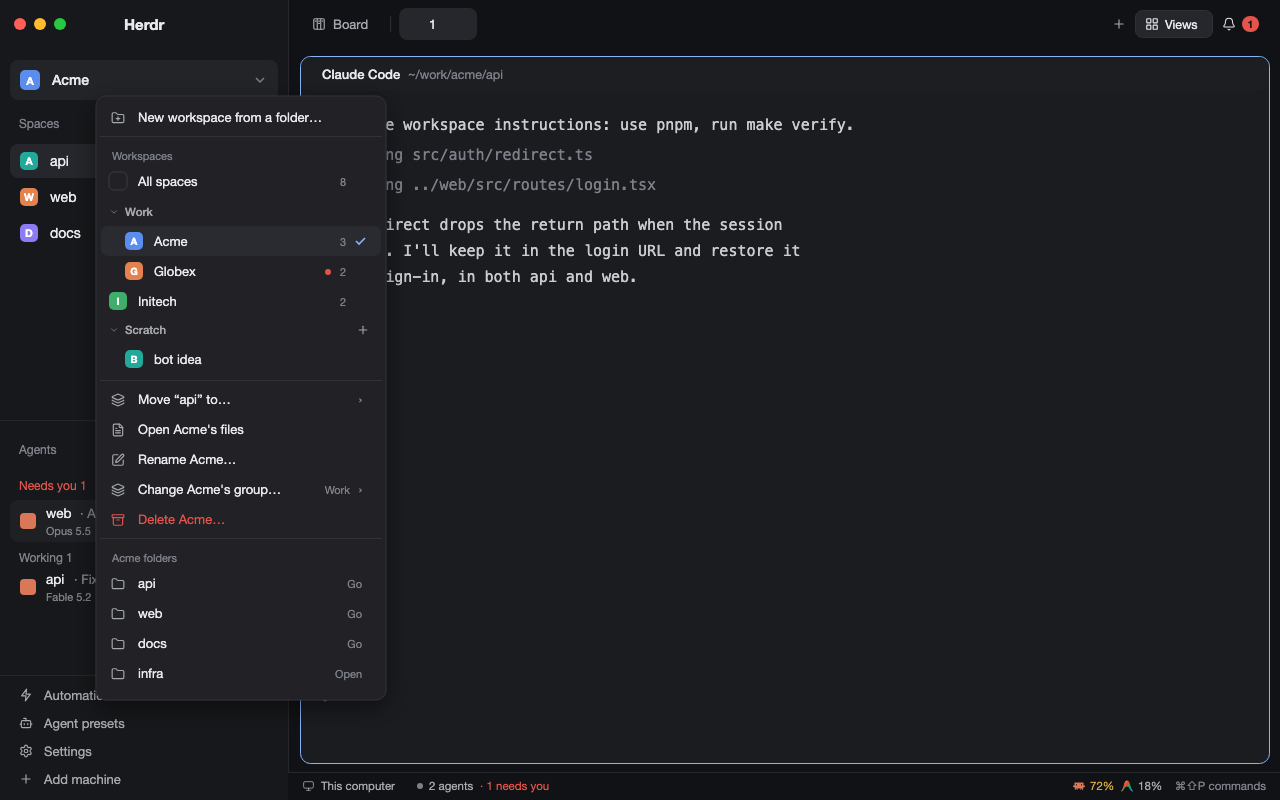 Herdr
Board
1
Views
1
A Acme
Claude Code ~/work/acme/api
Spaces
A api
W web
D docs
New workspace from a folder…
Workspaces
All spaces 8
Work
A Acme 3
G Globex 2
I Initech 2
Scratch
B bot idea
Move “api” to…
Open Acme's files
Rename Acme…
Change Acme's group… Work
Delete Acme…
Acme folders
api Go
web Go
docs Go
infra Open
workspace instructions: use pnpm, run make verify.
src/auth/redirect.ts
../web/src/routes/login.tsx
drops the return path when the session
. I'll keep it in the login URL and restore it
in both api and web.
Agents
Needs you 1
web · A
Opus 5.5
Working 1
api · Fix
Fable 5.2
Agent presets
Settings
Add machine
This computer
2 agents · 1 needs you
72%
18%
⌘⇧P commands